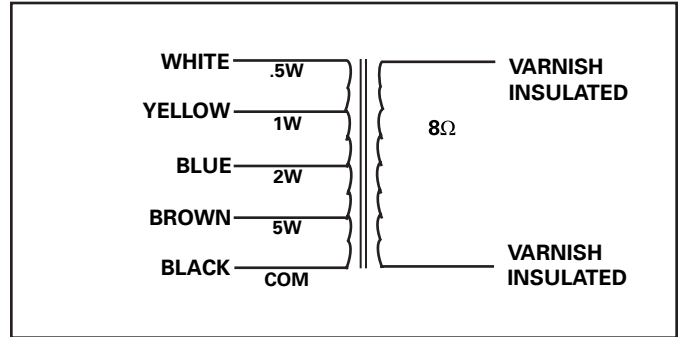 WHITE .5W
YELLOW 1W
BLUE 2W
BROWN 5W
BLACK COM
8Ω
VARNISH
INSULATED
VARNISH
INSULATED